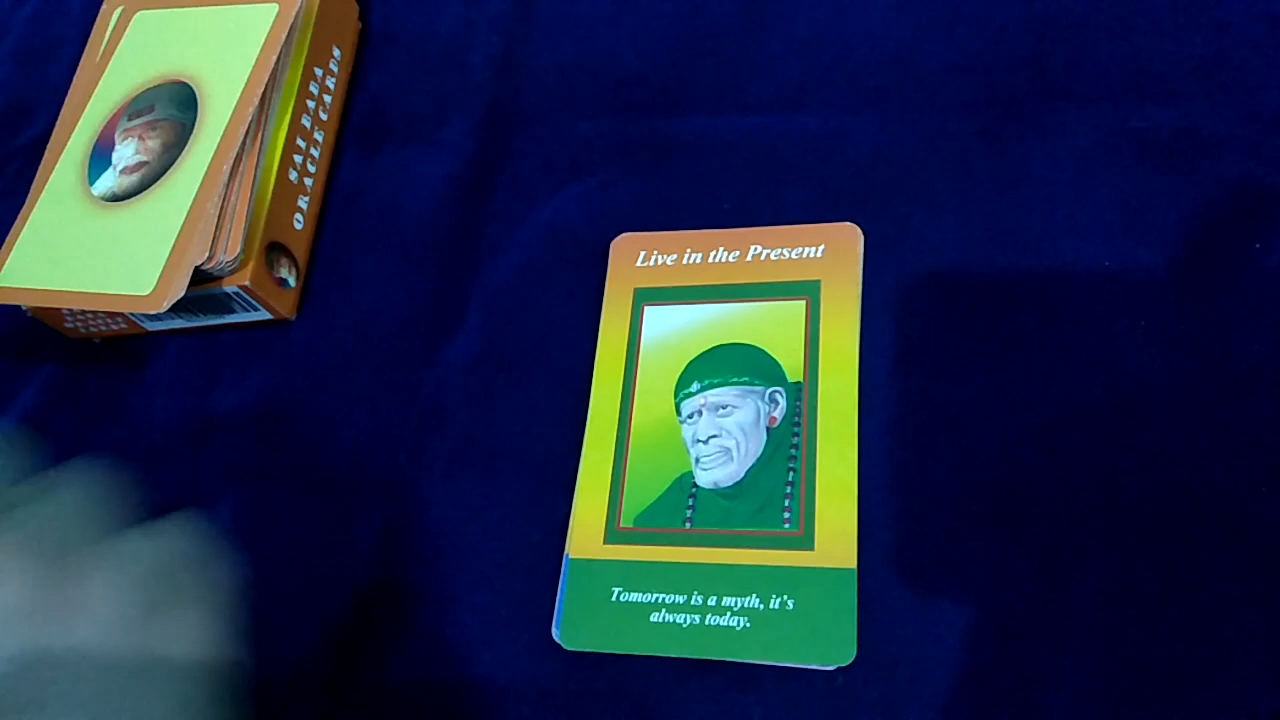 SAI BABA
ORACLE CARDS
Live in the Present
Tomorrow is a myth, it's
always today.